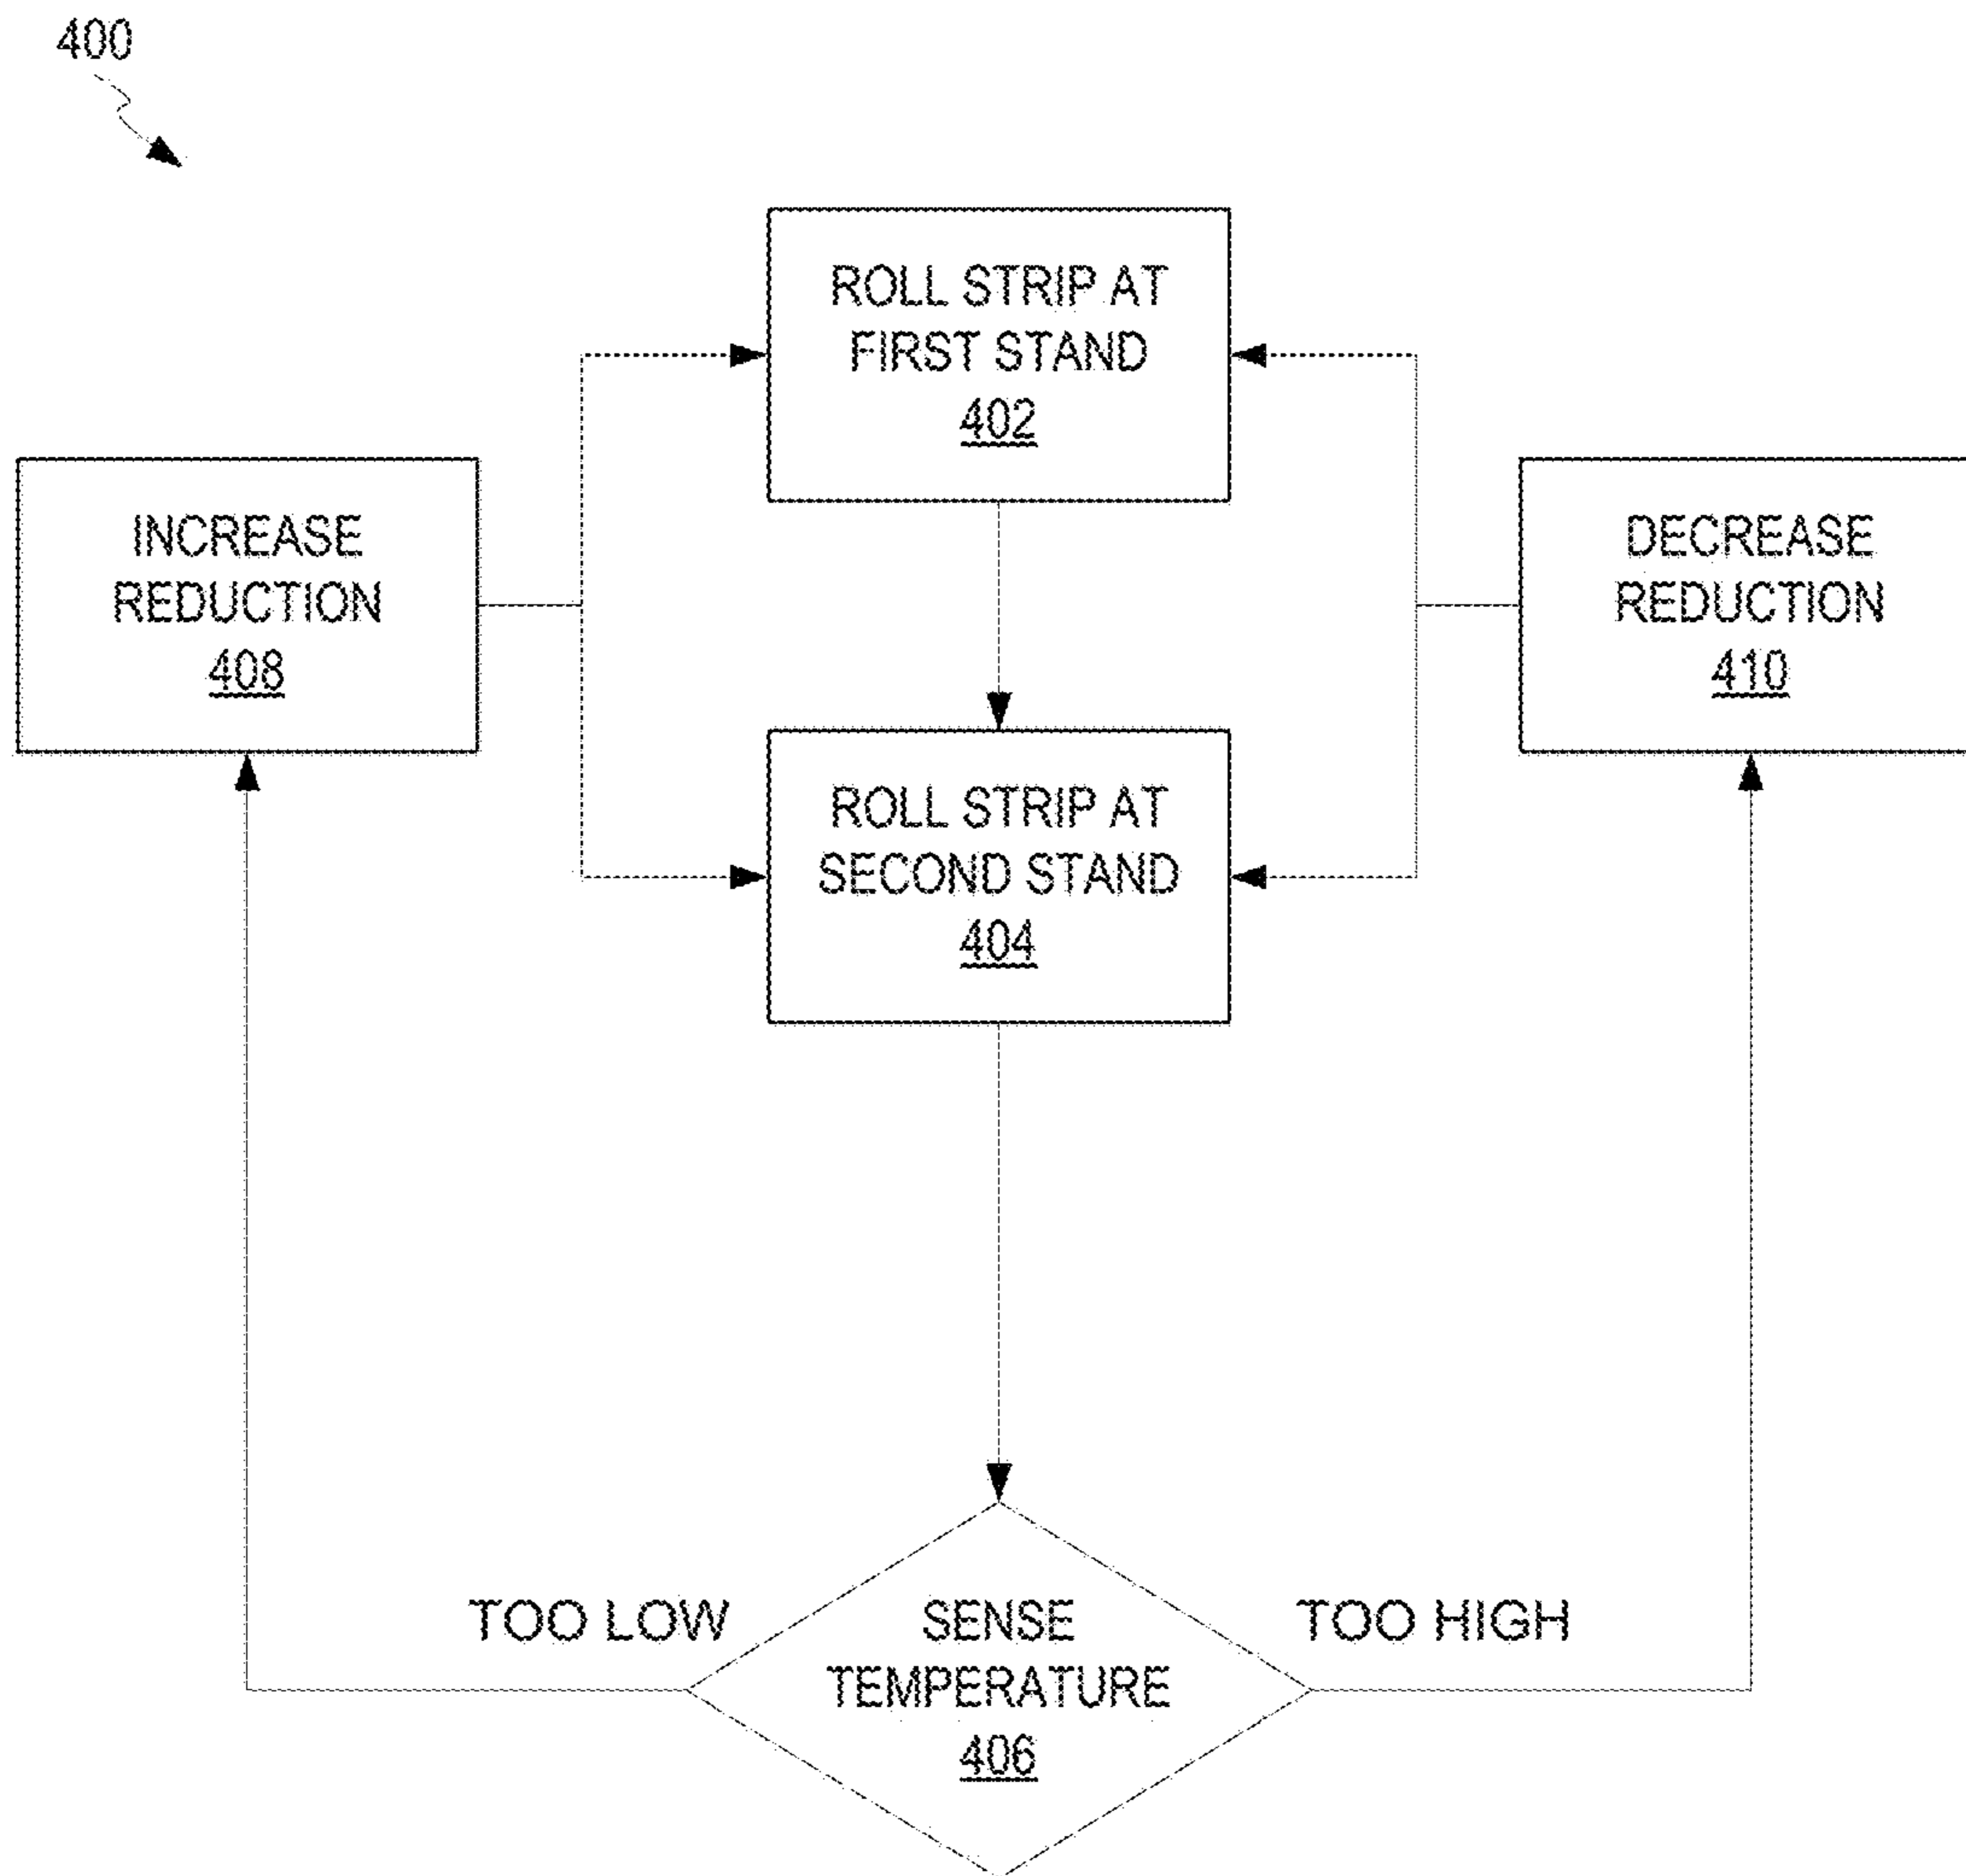 400
ROLL STRIP AT
FIRST STAND
402
INCREASE
REDUCTION
408
DECREASE
REDUCTION
410
ROLL STRIP AT
SECOND STAND
404
TOO LOW
SENSE
TEMPERATURE
406
TOO HIGH